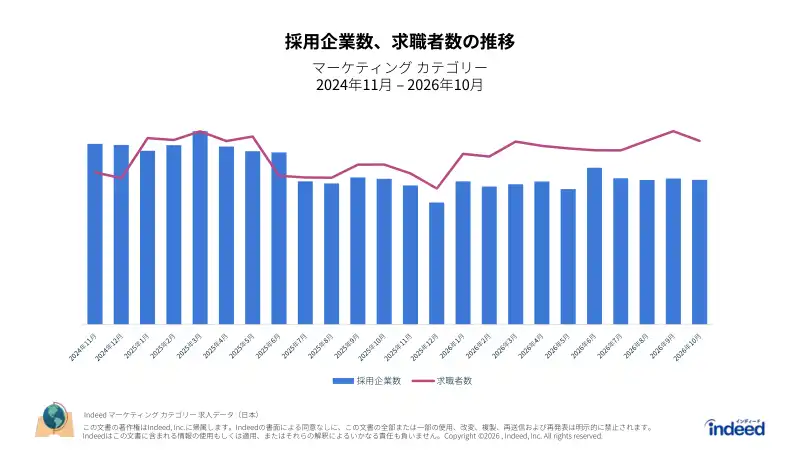 採用企業数、求職者数の推移
マーケティング カテゴリー
2024年11月 – 2026年10月
2024年11月
2024年12月
2025年1月
2025年2月
2025年3月
2025年4月
2025年5月
2025年6月
2025年7月
2025年8月
2025年9月
2025年10月
2025年11月
2025年12月
2026年1月
2026年2月
2026年3月
2026年4月
2026年5月
2026年6月
2026年7月
2026年8月
2026年9月
2026年10月
採用企業数
求職者数
Indeed マーケティング カテゴリー 求人データ（日本）
この文書の著作権はIndeed, Inc.に帰属します。Indeedの書面による同意なしに、この文書の全部または一部の使用、改変、複製、再送信および再発表は明示的に禁止されます。
Indeedはこの文書に含まれる情報の使用もしくは適用、またはそれらの解釈によるいかなる責任も負いません。Copyright ©2026 , Indeed, Inc. All rights reserved.
インディード
indeed